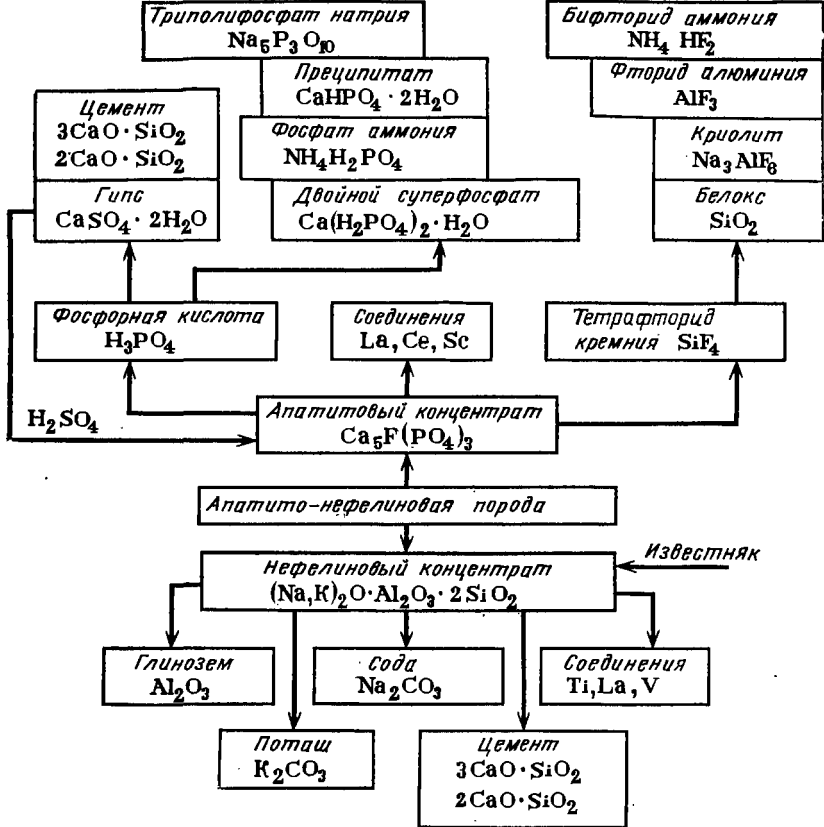 Триполифосфат натрия
Na₅P₃O₁₀
Бифторид аммония
NH₄HF₂
Преципитат
CaHPO₄·2H₂O
Фторид алюминия
AlF₃
Цемент
3CaO·SiO₂
2CaO·SiO₂
Фосфат аммония
NH₄H₂PO₄
Криолит
Na₃AlF₆
Гипс
CaSO₄·2H₂O
Двойной суперфосфат
Ca(H₂PO₄)₂·H₂O
Белокс
SiO₂
Фосфорная кислота
H₃PO₄
Соединения
La, Ce, Sc
Тетрафторид
кремния SiF₄
H₂SO₄
Апатитовый концентрат
Ca₅F(PO₄)₃
Апатито-нефелиновая порода
Известняк
Нефелиновый концентрат
(Na,К)₂O·Al₂O₃·2SiO₂
Глинозем
Al₂O₃
Сода
Na₂CO₃
Соединения
Ti,La,V
Поташ
К₂CO₃
Цемент
3CaO·SiO₂
2CaO·SiO₂